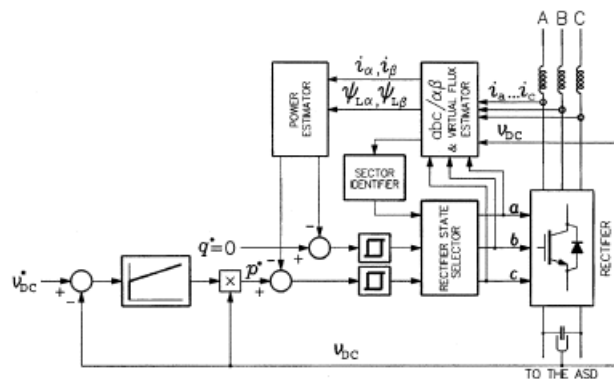 A B C
i_α, i_β
ψ_Lα, ψ_Lβ
i_a...i_c
v_DC
POWER
ESTIMATOR
abc/αβ
& VIRTUAL FLUX
ESTIMATOR
SECTOR
IDENTIFIER
a
q*=0
-
+
RECTIFIER STATE
SELECTOR
b
RECTIFIER
v*_DC
+
-
×
p*
-
+
c
v_DC
TO THE ASD